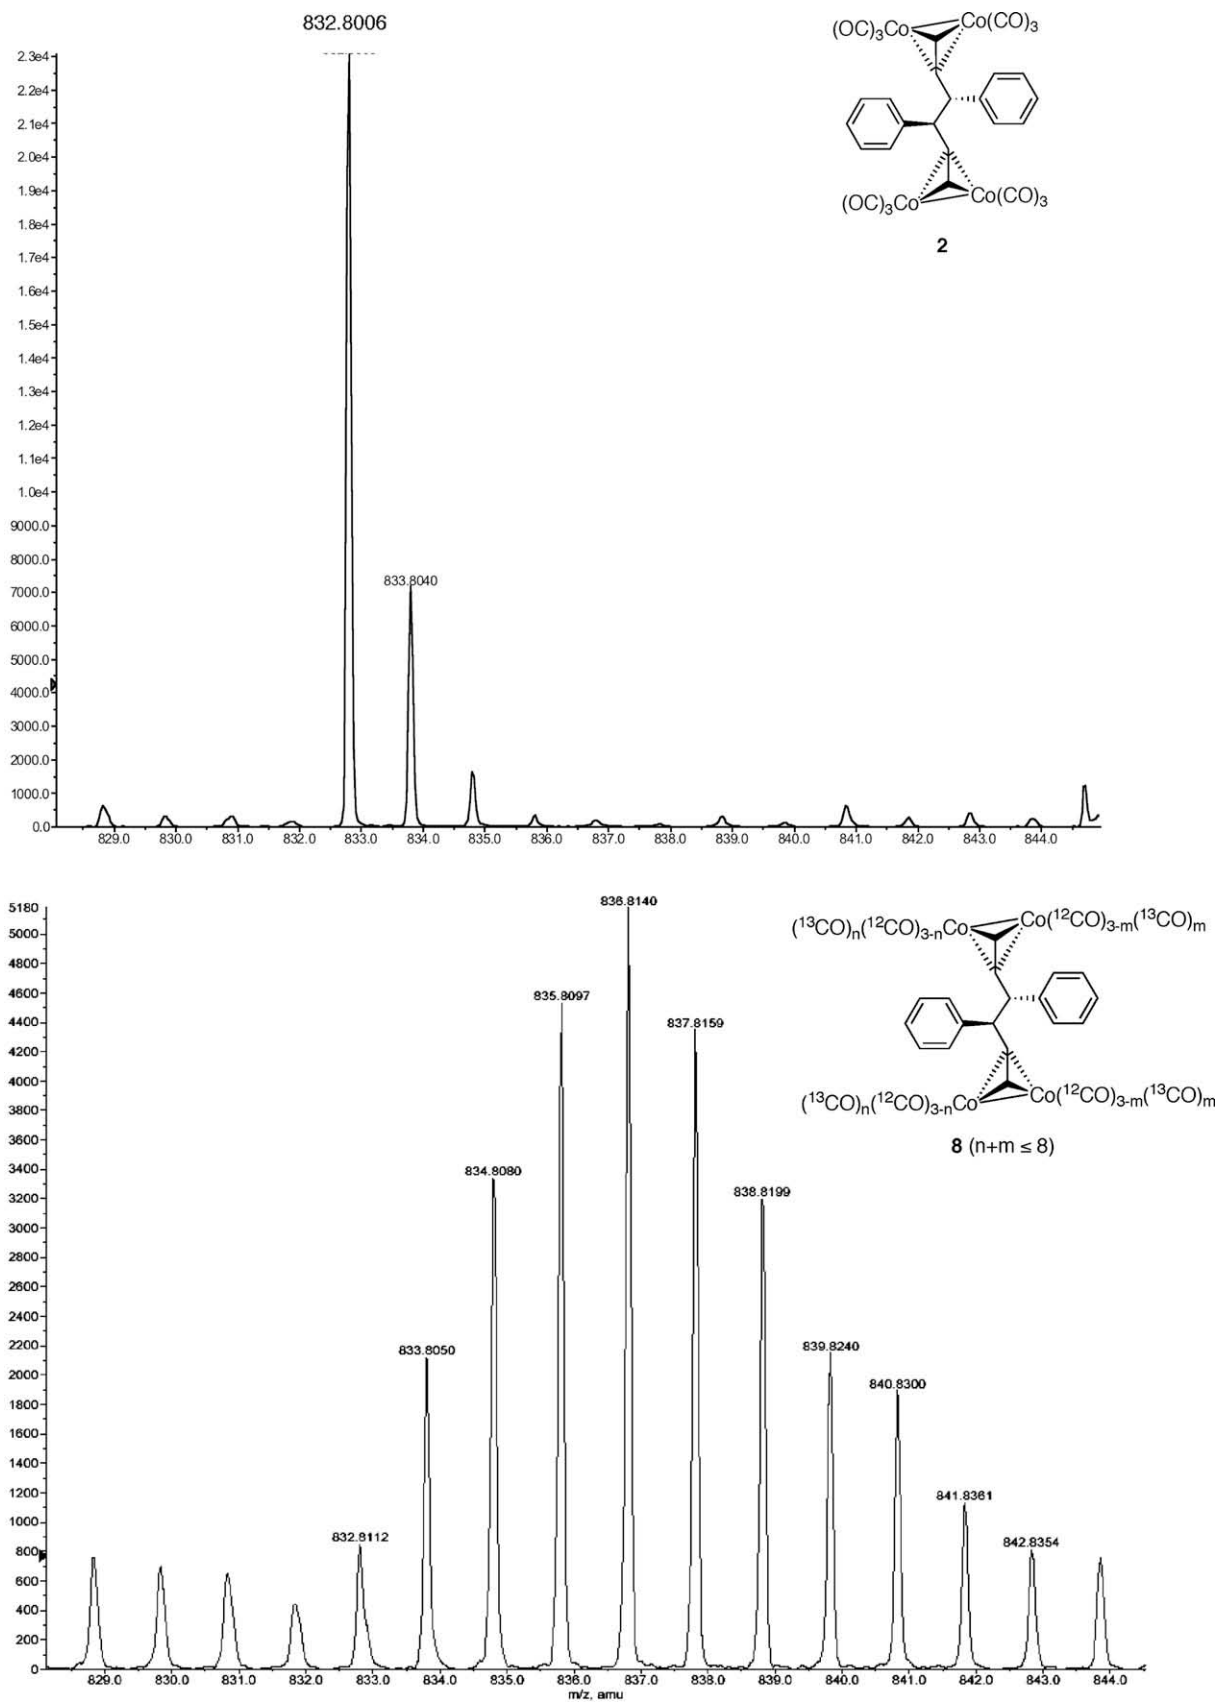 832.8006
2.3e4
2.2e4
2.1e4
2.0e4
1.9e4
1.8e4
1.7e4
1.6e4
1.5e4
1.4e4
1.3e4
1.2e4
1.1e4
1.0e4
9000.0
8000.0
7000.0
6000.0
5000.0
4000.0
3000.0
2000.0
1000.0
0.0
833.8040
829.0 830.0 831.0 832.0 833.0 834.0 835.0 836.0 837.0 838.0 839.0 840.0 841.0 842.0 843.0 844.0
(OC)₃Co Co(CO)₃
(OC)₃Co Co(CO)₃
2
5180
5000
4800
4600
4400
4200
4000
3800
3600
3400
3200
3000
2800
2600
2400
2200
2000
1800
1600
1400
1200
1000
800
600
400
200
0
832.8112
833.8050
834.8080
835.8097
836.8140
837.8159
838.8199
839.8240
840.8300
841.8361
842.8354
829.0 830.0 831.0 832.0 833.0 834.0 835.0 836.0 837.0 838.0 839.0 840.0 841.0 842.0 843.0 844.0
m/z, amu
(¹³CO)ₙ(¹²CO)₃₋ₙCo Co(¹²CO)₃₋ₘ(¹³CO)ₘ
(¹³CO)ₙ(¹²CO)₃₋ₙCo Co(¹²CO)₃₋ₘ(¹³CO)ₘ
8 (n+m ≤ 8)